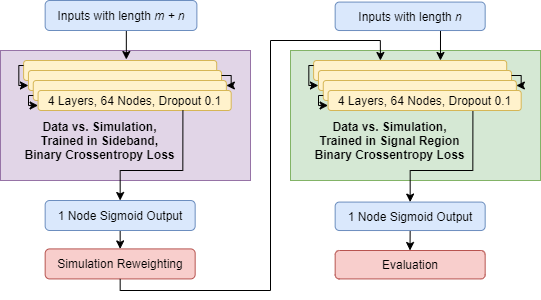 Inputs with length m + n
4 Layers, 64 Nodes, Dropout 0.1
Data vs. Simulation,
Trained in Sideband,
Binary Crossentropy Loss
1 Node Sigmoid Output
Simulation Reweighting
Inputs with length n
4 Layers, 64 Nodes, Dropout 0.1
Data vs. Simulation,
Trained in Signal Region
Binary Crossentropy Loss
1 Node Sigmoid Output
Evaluation